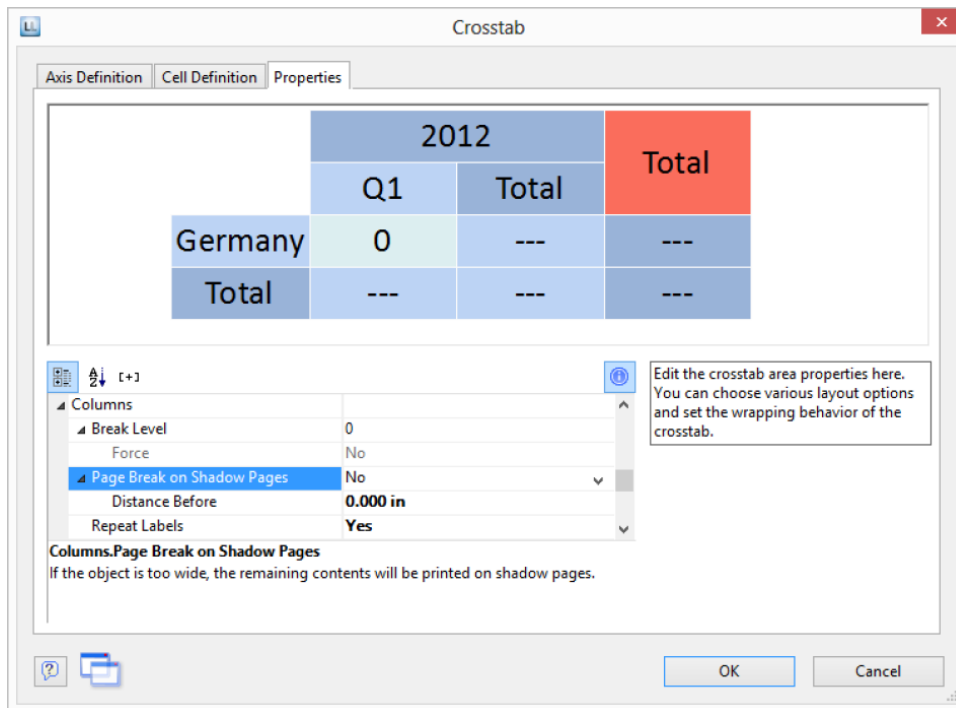 LL
Crosstab
Axis Definition Cell Definition Properties
2012 Total
Q1 Total
Germany 0 --- ---
Total --- --- ---
A Z [+]
Edit the crosstab area properties here.
You can choose various layout options
and set the wrapping behavior of the
crosstab.
Columns
Break Level 0
Force No
Page Break on Shadow Pages No
Distance Before 0.000 in
Repeat Labels Yes
Columns.Page Break on Shadow Pages
If the object is too wide, the remaining contents will be printed on shadow pages.
? OK Cancel